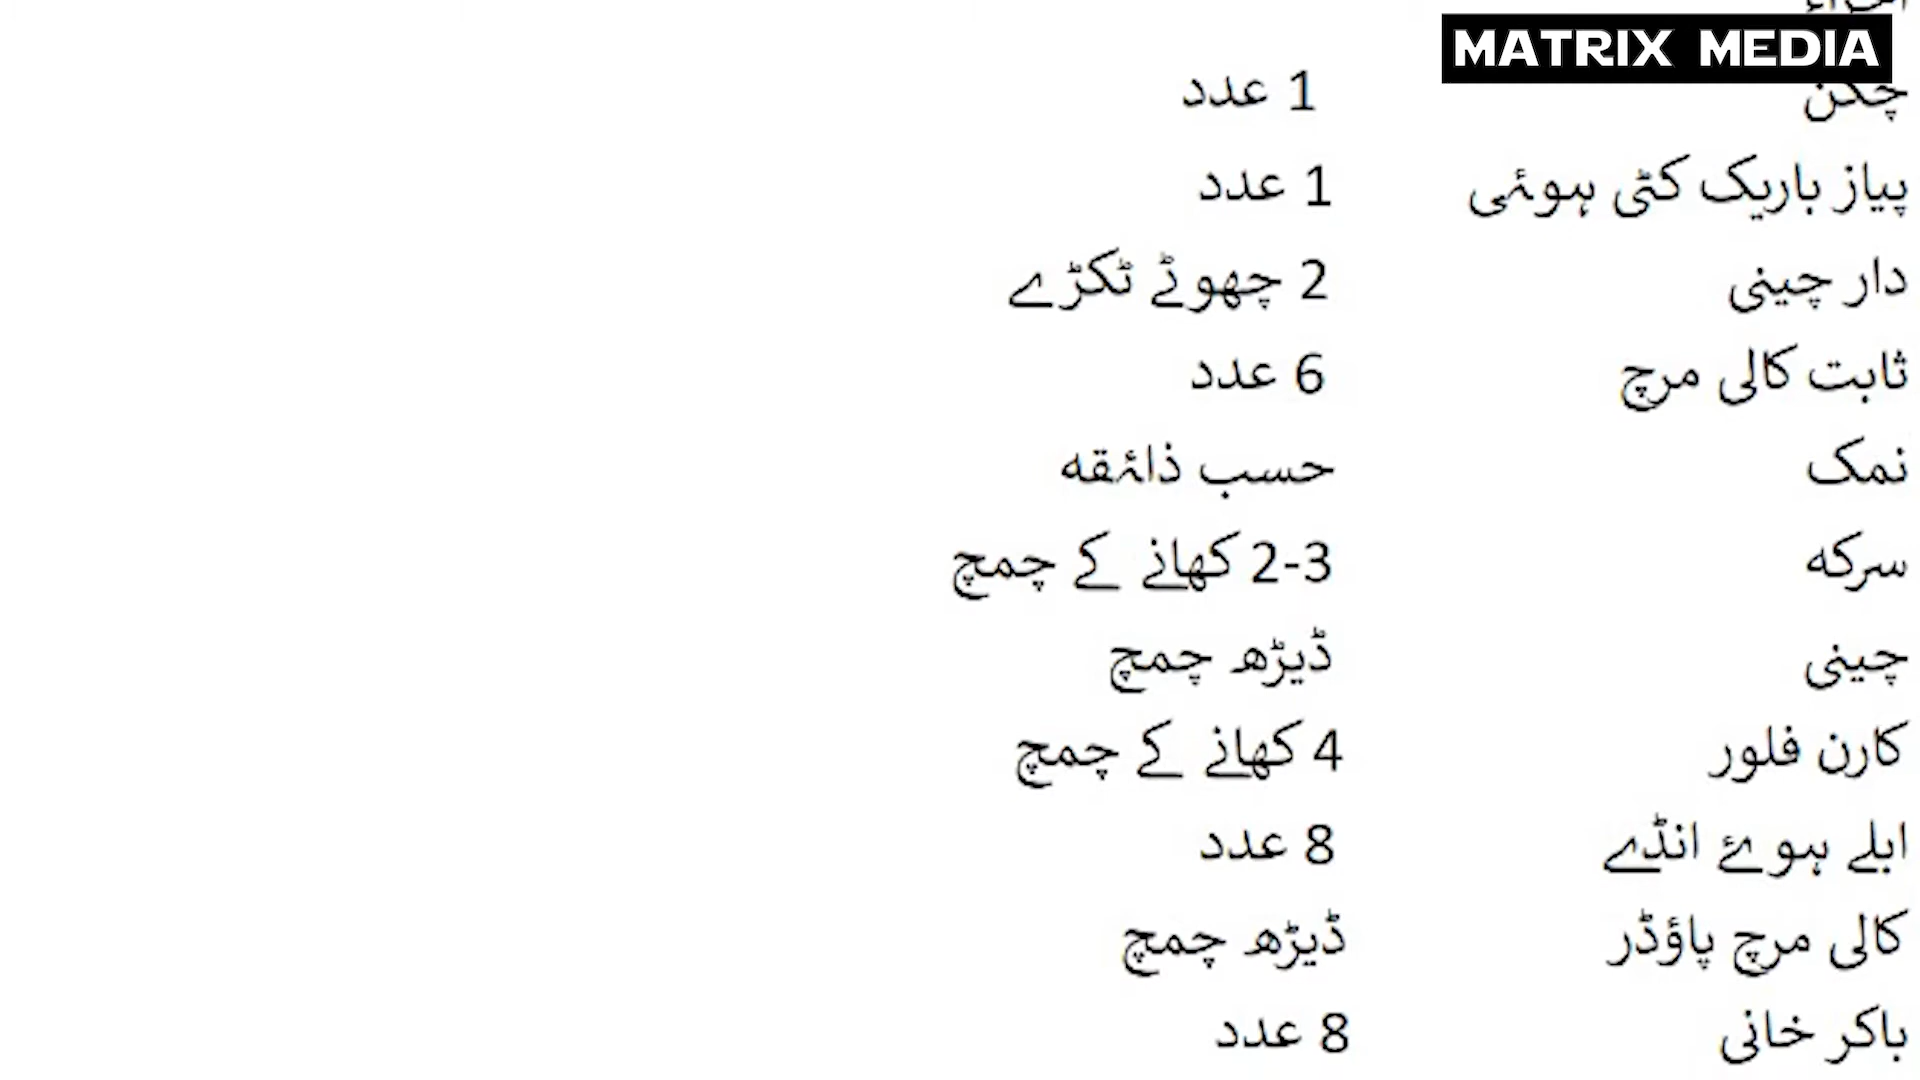 MATRIX MEDIA
چکن 1 عدد
پیاز باریک کٹی ہوئی 1 عدد
دار چینی 2 چھوٹے ٹکڑے
ثابت کالی مرچ 6 عدد
نمک حسب ذائقہ
سرکہ 2-3 کھانے کے چمچ
چینی ڈیڑھ چمچ
کارن فلور 4 کھانے کے چمچ
ابلے ہوئے انڈے 8 عدد
کالی مرچ پاؤڈر ڈیڑھ چمچ
باکر خانی 8 عدد